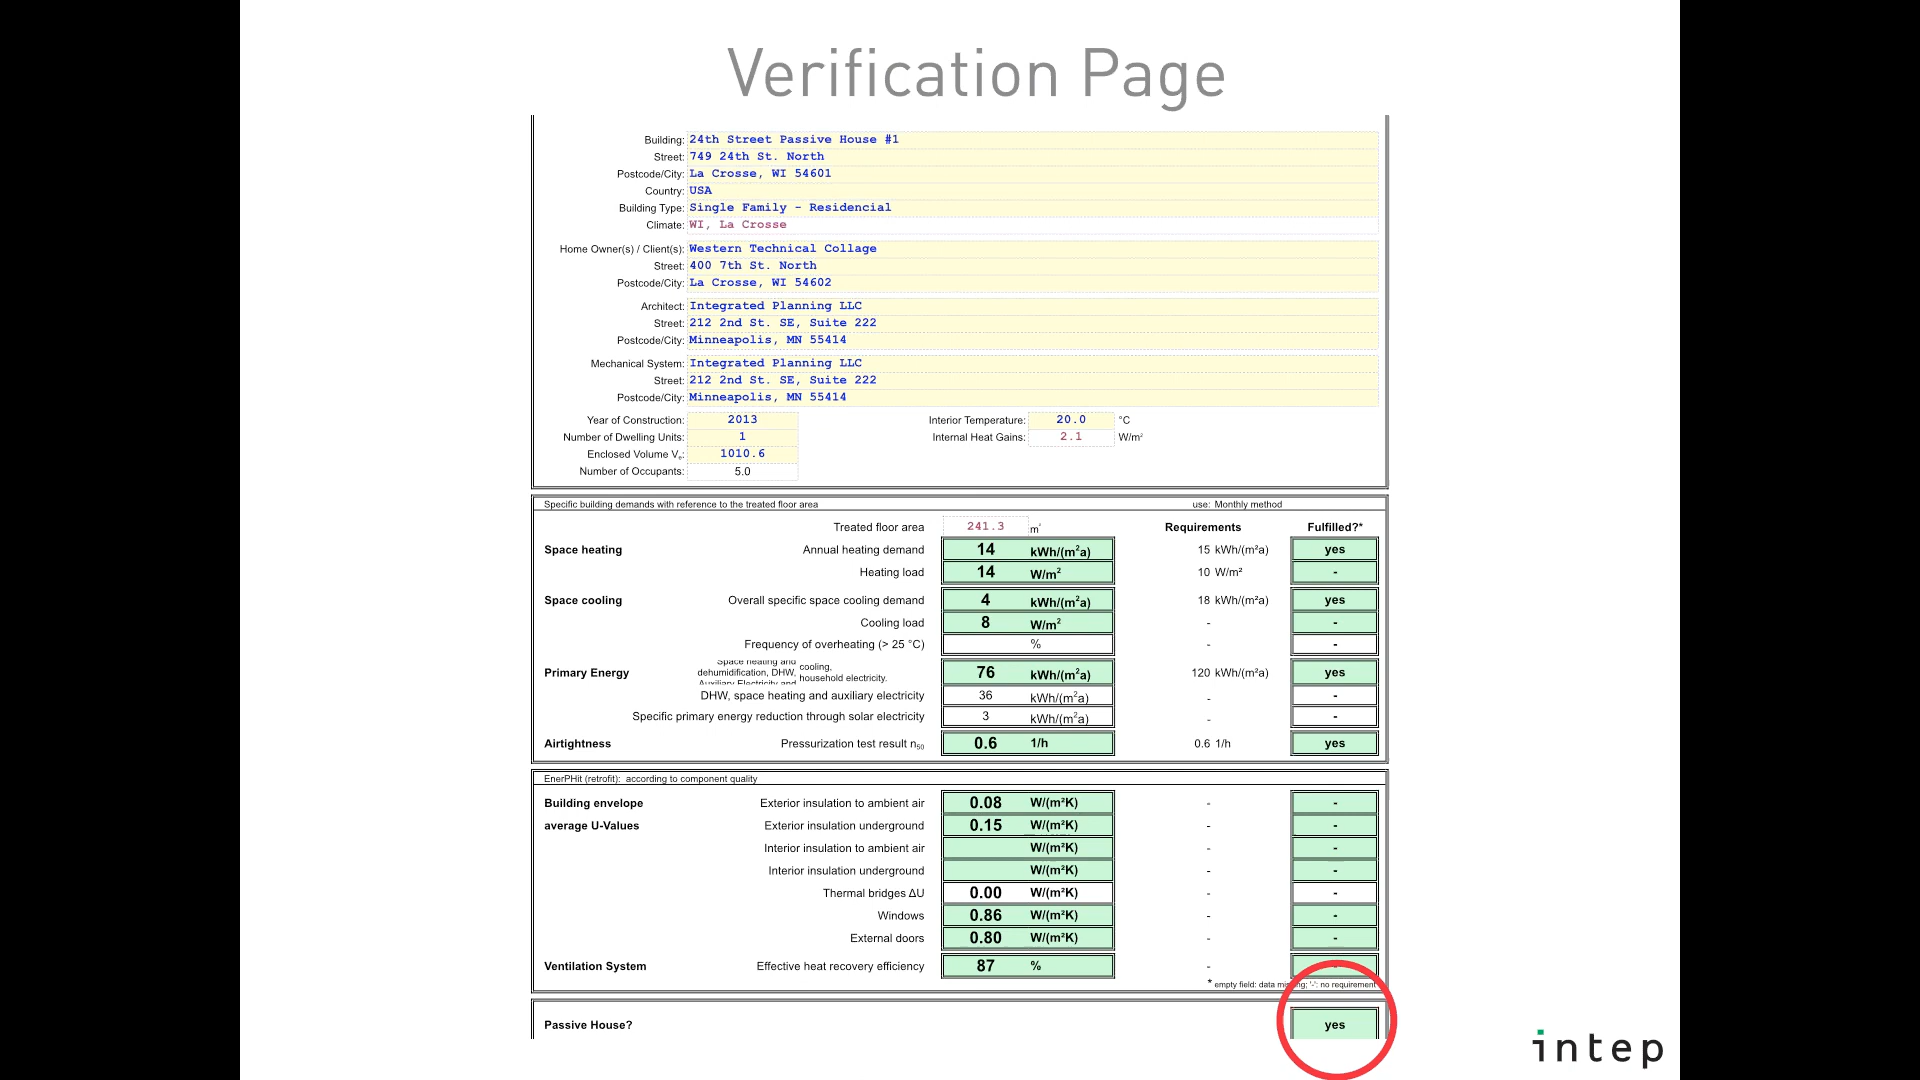 Verification Page
Building: 24th Street Passive House #1
Street: 749 24th St. North
Postcode/City: La Crosse, WI 54601
Country: USA
Building Type: Single Family - Residencial
Climate: WI, La Crosse
Home Owner(s) / Client(s): Western Technical Collage
Street: 400 7th St. North
Postcode/City: La Crosse, WI 54602
Architect: Integrated Planning LLC
Street: 212 2nd St. SE, Suite 222
Postcode/City: Minneapolis, MN 55414
Mechanical System: Integrated Planning LLC
Street: 212 2nd St. SE, Suite 222
Postcode/City: Minneapolis, MN 55414
Year of Construction: 2013 Interior Temperature: 20.0 °C
Number of Dwelling Units: 1 Internal Heat Gains: 2.1 W/m²
Enclosed Volume Ve: 1010.6
Number of Occupants: 5.0
Specific building demands with reference to the treated floor area use: Monthly method
Treated floor area 241.3 m² Requirements Fulfilled?*
Space heating Annual heating demand 14 kWh/(m²a) 15 kWh/(m²a) yes
Heating load 14 W/m² 10 W/m² -
Space cooling Overall specific space cooling demand 4 kWh/(m²a) 18 kWh/(m²a) yes
Cooling load 8 W/m² - -
Frequency of overheating (> 25 °C) % - -
Primary Energy Space heating and cooling, dehumidification, DHW, household electricity. Auxiliary Electricity and 76 kWh/(m²a) 120 kWh/(m²a) yes
DHW, space heating and auxiliary electricity 36 kWh/(m²a) - -
Specific primary energy reduction through solar electricity 3 kWh/(m²a) - -
Airtightness Pressurization test result n50 0.6 1/h 0.6 1/h yes
EnerPHit (retrofit): according to component quality
Building envelope Exterior insulation to ambient air 0.08 W/(m²K) - -
average U-Values Exterior insulation underground 0.15 W/(m²K) - -
Interior insulation to ambient air W/(m²K) - -
Interior insulation underground W/(m²K) - -
Thermal bridges ΔU 0.00 W/(m²K) - -
Windows 0.86 W/(m²K) - -
External doors 0.80 W/(m²K) - -
Ventilation System Effective heat recovery efficiency 87 % - -
* empty field: data missing; '-': no requirement
Passive House? yes
intep